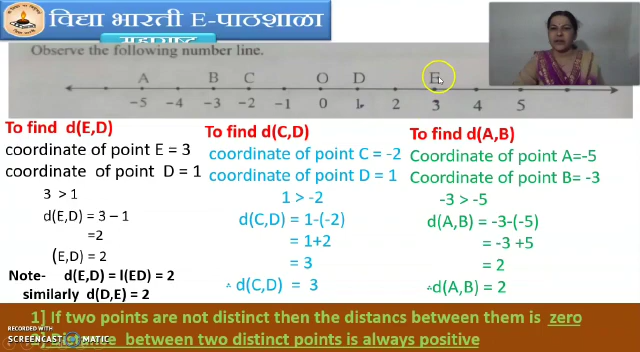 विद्या भारती E-पाठशाळा
महाराष्ट्र
Observe the following number line.
A B C O D E
-5 -4 -3 -2 -1 0 1 2 3 4 5
To find d(E,D)
coordinate of point E = 3
coordinate of point D = 1
3 > 1
d(E,D) = 3 – 1
=2
(E,D) = 2
Note- d(E,D) = l(ED) = 2
similarly d(D,E) = 2
To find d(C,D)
coordinate of point C = -2
coordinate of point D = 1
1 > -2
d(C,D) = 1-(-2)
= 1+2
= 3
∴ d(C,D) = 3
To find d(A,B)
Coordinate of point A=-5
Coordinate of point B= -3
-3 > -5
d(A,B) = -3-(-5)
= -3 +5
= 2
∴d(A,B) = 2
1] If two points are not distinct then the distancs between them is zero
2] Distance between two distinct points is always positive
RECORDED WITH
SCREENCAST MATIC